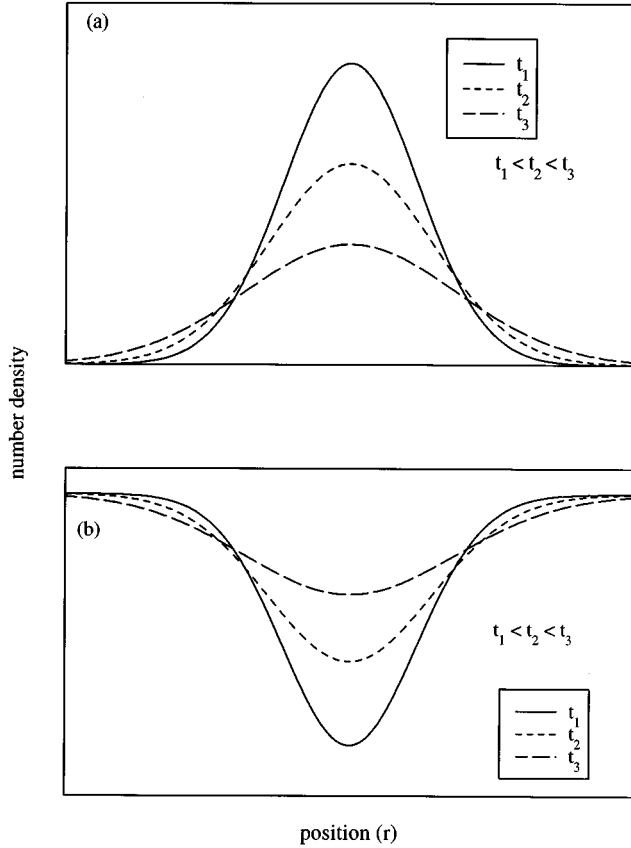 (a)
t1
t2
t3
t1 < t2 < t3
number density
(b)
t1 < t2 < t3
t1
t2
t3
position (r)